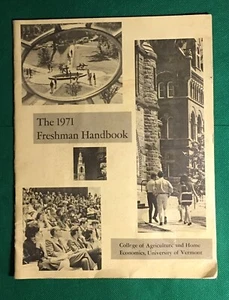 The 1971
Freshman Handbook
College of Agriculture and Home
Economics, University of Vermont